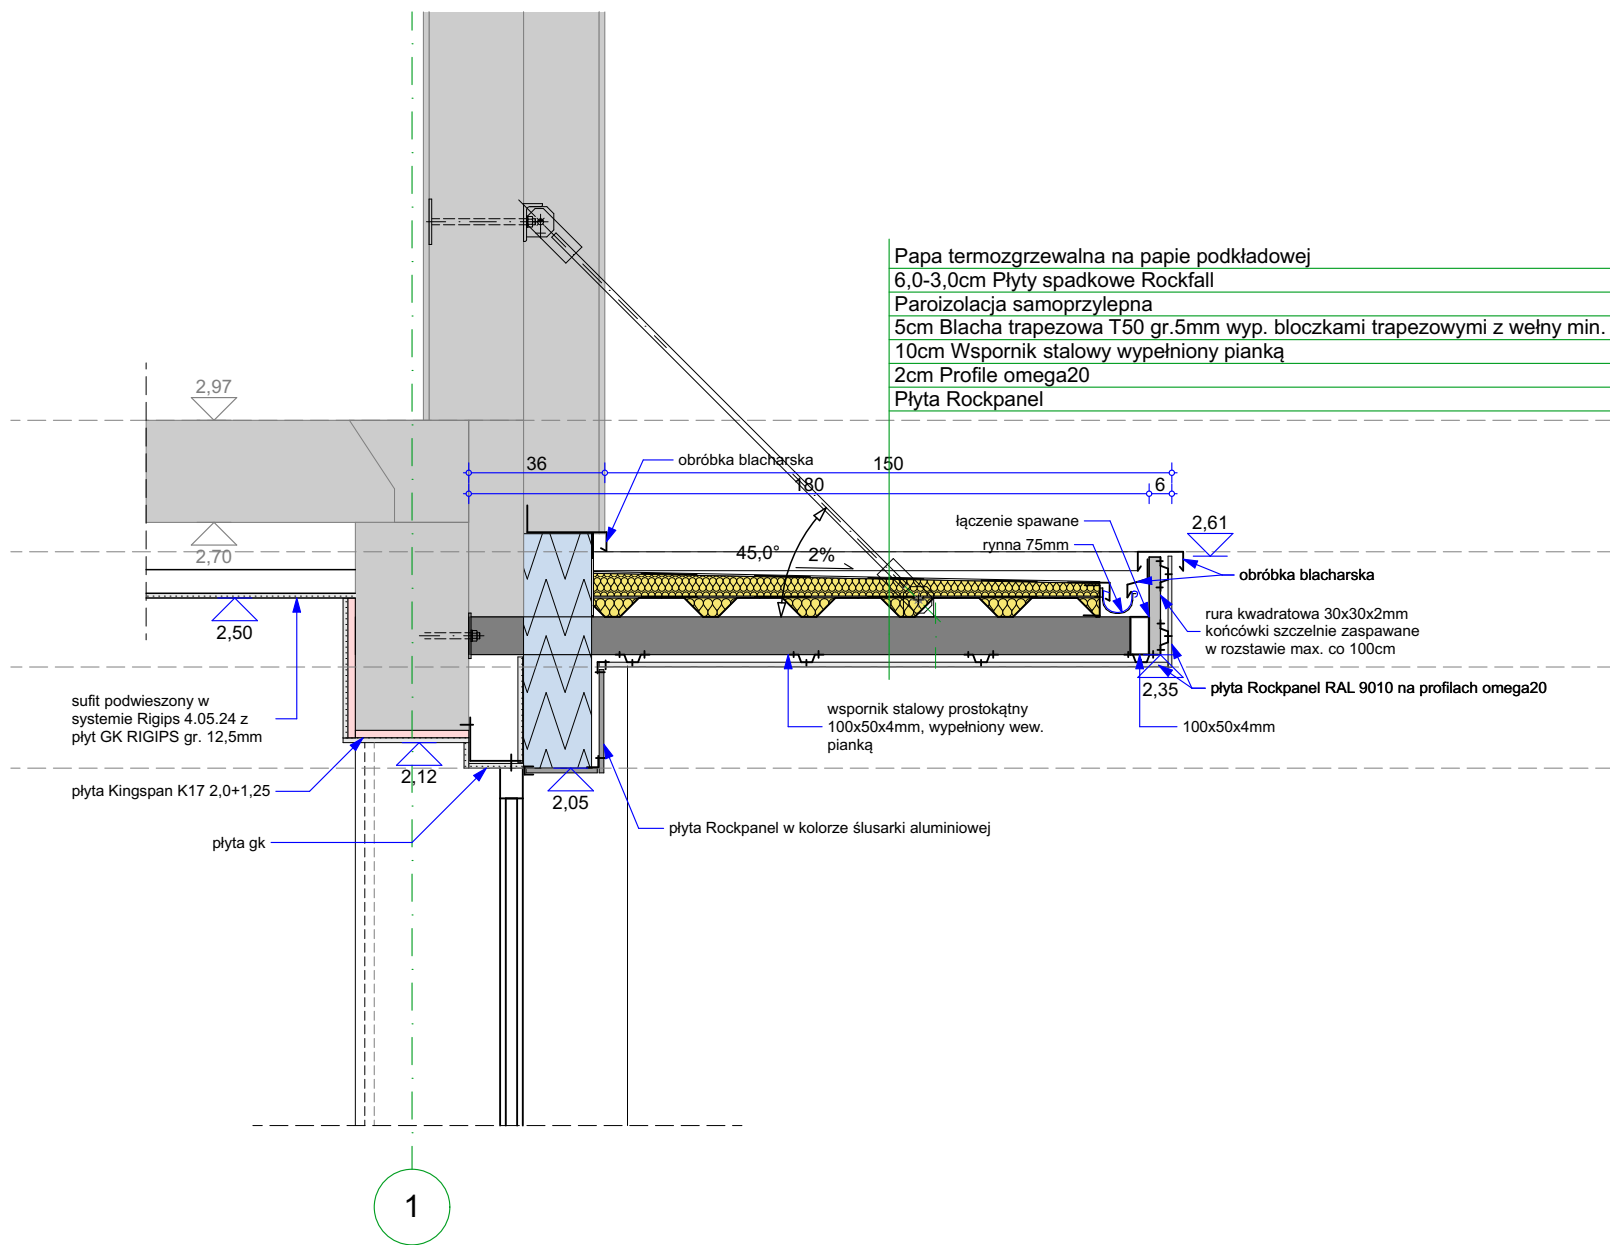 Papa termozgrzewalna na papie podkładowej
6,0-3,0cm Płyty spadkowe Rockfall
Paroizolacja samoprzylepna
5cm Blacha trapezowa T50 gr.5mm wyp. bloczkami trapezowymi z wełny min.
10cm Wspornik stalowy wypełniony pianką
2cm Profile omega20
Płyta Rockpanel
2,97
36
obróbka blacharska
150
180
6
łączenie spawane
2,61
rynna 75mm
2,70
45,0°
2%
obróbka blacharska
2,50
rura kwadratowa 30x30x2mm
końcówki szczelnie zaspawane
w rozstawie max. co 100cm
2,35
płyta Rockpanel RAL 9010 na profilach omega20
sufit podwieszony w
systemie Rigips 4.05.24 z
płyt GK RIGIPS gr. 12,5mm
wspornik stalowy prostokątny
100x50x4mm, wypełniony wew.
pianką
100x50x4mm
2,12
płyta Kingspan K17 2,0+1,25
2,05
płyta Rockpanel w kolorze ślusarki aluminiowej
płyta gk
1